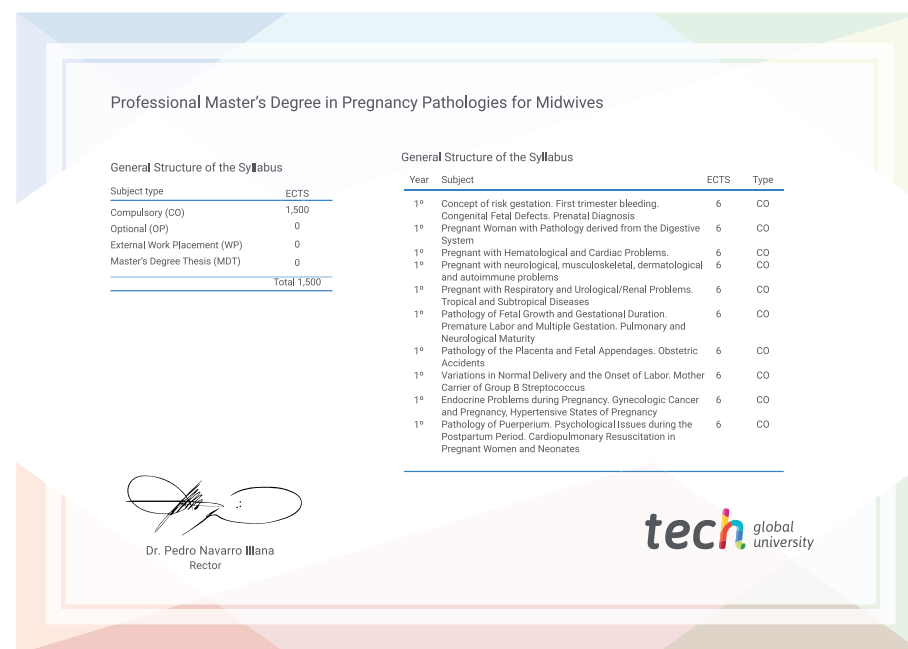 Professional Master's Degree in Pregnancy Pathologies for Midwives
General Structure of the Syllabus
Subject type ECTS
Compulsory (CO) 1,500
Optional (OP) 0
External Work Placement (WP) 0
Master's Degree Thesis (MDT) 0
Total 1,500
General Structure of the Syllabus
Year Subject ECTS Type
1º Concept of risk gestation. First trimester bleeding. 6 CO
Congenital Fetal Defects. Prenatal Diagnosis
1º Pregnant Woman with Pathology derived from the Digestive 6 CO
System
1º Pregnant with Hematological and Cardiac Problems. 6 CO
1º Pregnant with neurological, musculoskeletal, dermatological 6 CO
and autoimmune problems
1º Pregnant with Respiratory and Urological/Renal Problems. 6 CO
Tropical and Subtropical Diseases
1º Pathology of Fetal Growth and Gestational Duration. 6 CO
Premature Labor and Multiple Gestation. Pulmonary and
Neurological Maturity
1º Pathology of the Placenta and Fetal Appendages. Obstetric 6 CO
Accidents
1º Variations in Normal Delivery and the Onset of Labor. Mother 6 CO
Carrier of Group B Streptococcus
1º Endocrine Problems during Pregnancy. Gynecologic Cancer 6 CO
and Pregnancy, Hypertensive States of Pregnancy
1º Pathology of Puerperium. Psychological Issues during the 6 CO
Postpartum Period. Cardiopulmonary Resuscitation in
Pregnant Women and Neonates
Dr. Pedro Navarro Illana
Rector
tech global
university